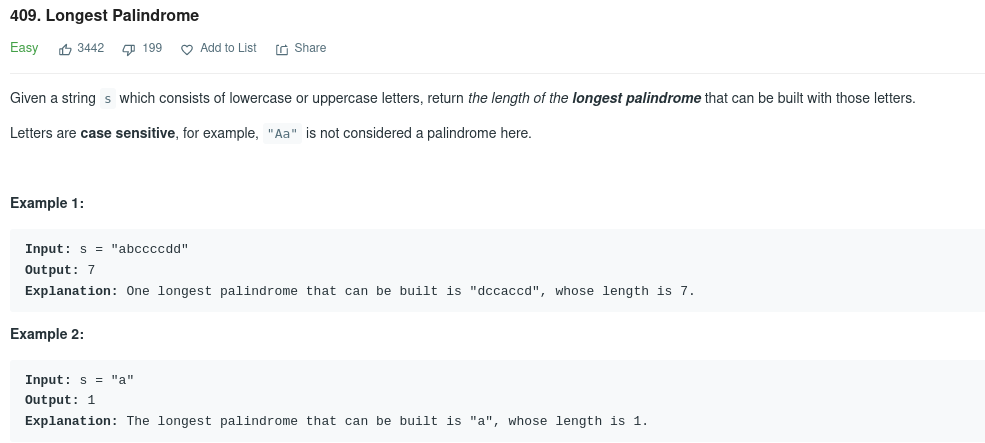 409. Longest Palindrome
Easy 3442 199 Add to List Share
Given a string s which consists of lowercase or uppercase letters, return the length of the longest palindrome that can be built with those letters.
Letters are case sensitive, for example, "Aa" is not considered a palindrome here.
Example 1:
Input: s = "abccccdd"
Output: 7
Explanation: One longest palindrome that can be built is "dccaccd", whose length is 7.
Example 2:
Input: s = "a"
Output: 1
Explanation: The longest palindrome that can be built is "a", whose length is 1.